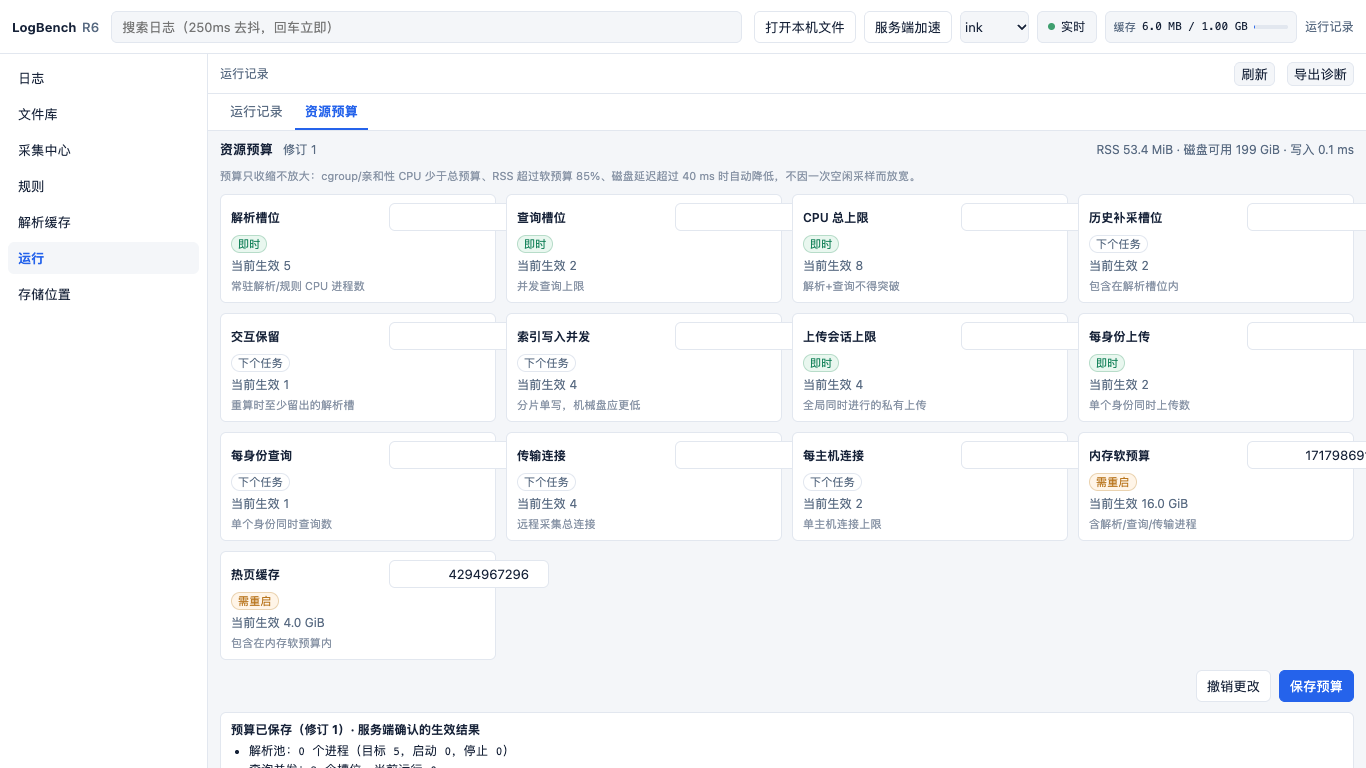 LogBench R6
搜索日志（250ms 去抖，回车立即）
打开本机文件
服务端加速
ink
实时
缓存 6.0 MB / 1.00 GB
运行记录
日志
文件库
采集中心
规则
解析缓存
运行
存储位置
运行记录
刷新
导出诊断
运行记录
资源预算
资源预算 修订 1
RSS 53.4 MiB · 磁盘可用 199 GiB · 写入 0.1 ms
预算只收缩不放大：cgroup/亲和性 CPU 少于总预算、RSS 超过软预算 85%、磁盘延迟超过 40 ms 时自动降低，不因一次空闲采样而放宽。
解析槽位
即时
当前生效 5
常驻解析/规则 CPU 进程数
查询槽位
即时
当前生效 2
并发查询上限
CPU 总上限
即时
当前生效 8
解析+查询不得突破
历史补采槽位
下个任务
当前生效 2
包含在解析槽位内
交互保留
下个任务
当前生效 1
重算时至少留出的解析槽
索引写入并发
下个任务
当前生效 4
分片单写，机械盘应更低
上传会话上限
即时
当前生效 4
全局同时进行的私有上传
每身份上传
即时
当前生效 2
单个身份同时上传数
每身份查询
下个任务
当前生效 1
单个身份同时查询数
传输连接
下个任务
当前生效 4
远程采集总连接
每主机连接
下个任务
当前生效 2
单主机连接上限
内存软预算
17179869
需重启
当前生效 16.0 GiB
含解析/查询/传输进程
热页缓存
4294967296
需重启
当前生效 4.0 GiB
包含在内存软预算内
撤销更改
保存预算
预算已保存（修订 1）· 服务端确认的生效结果
解析池：0 个进程（目标 5，启动 0，停止 0）